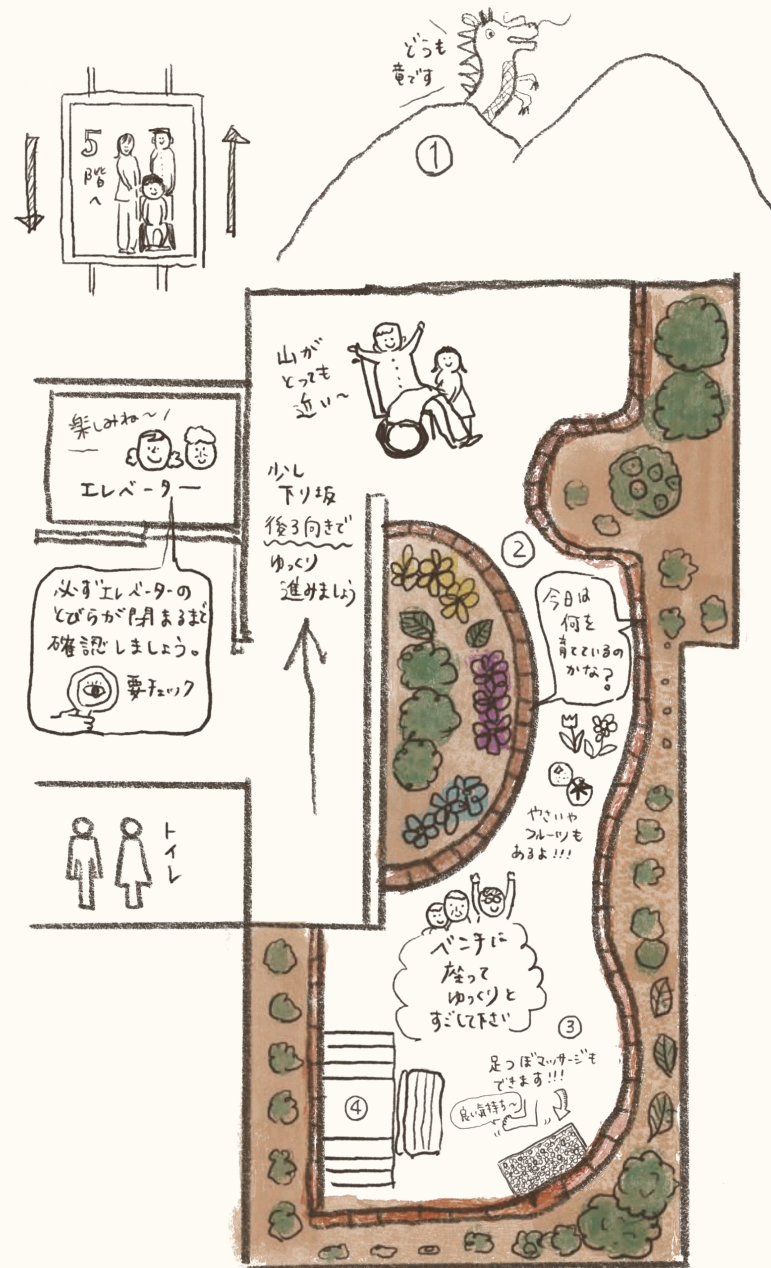 どうも
竜です
①
5
階
へ
山が
とっても
近い〜
楽しみね〜
エレベーター
少し
下り坂
後ろ向きで
ゆっくり
進みましょう
必ずエレベーターの
とびらが閉まるまで
確認しましょう。
要チェック
②
今日は
何を
育てているの
かな？
やさいや
フルーツも
あるよ!!!
トイレ
ベンチに
座って
ゆっくりと
すごして下さい
③
足つぼマッサージも
できます!!!
良い気持ち〜
④